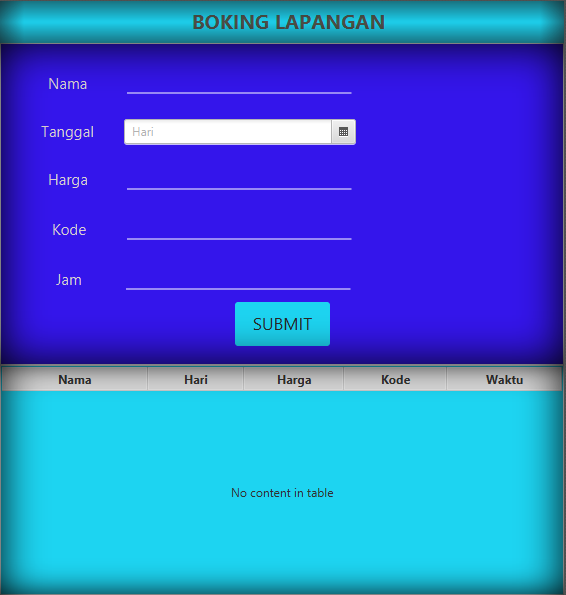 BOKING LAPANGAN
Nama
Tanggal Hari
Harga
Kode
Jam
SUBMIT
Nama Hari Harga Kode Waktu
No content in table